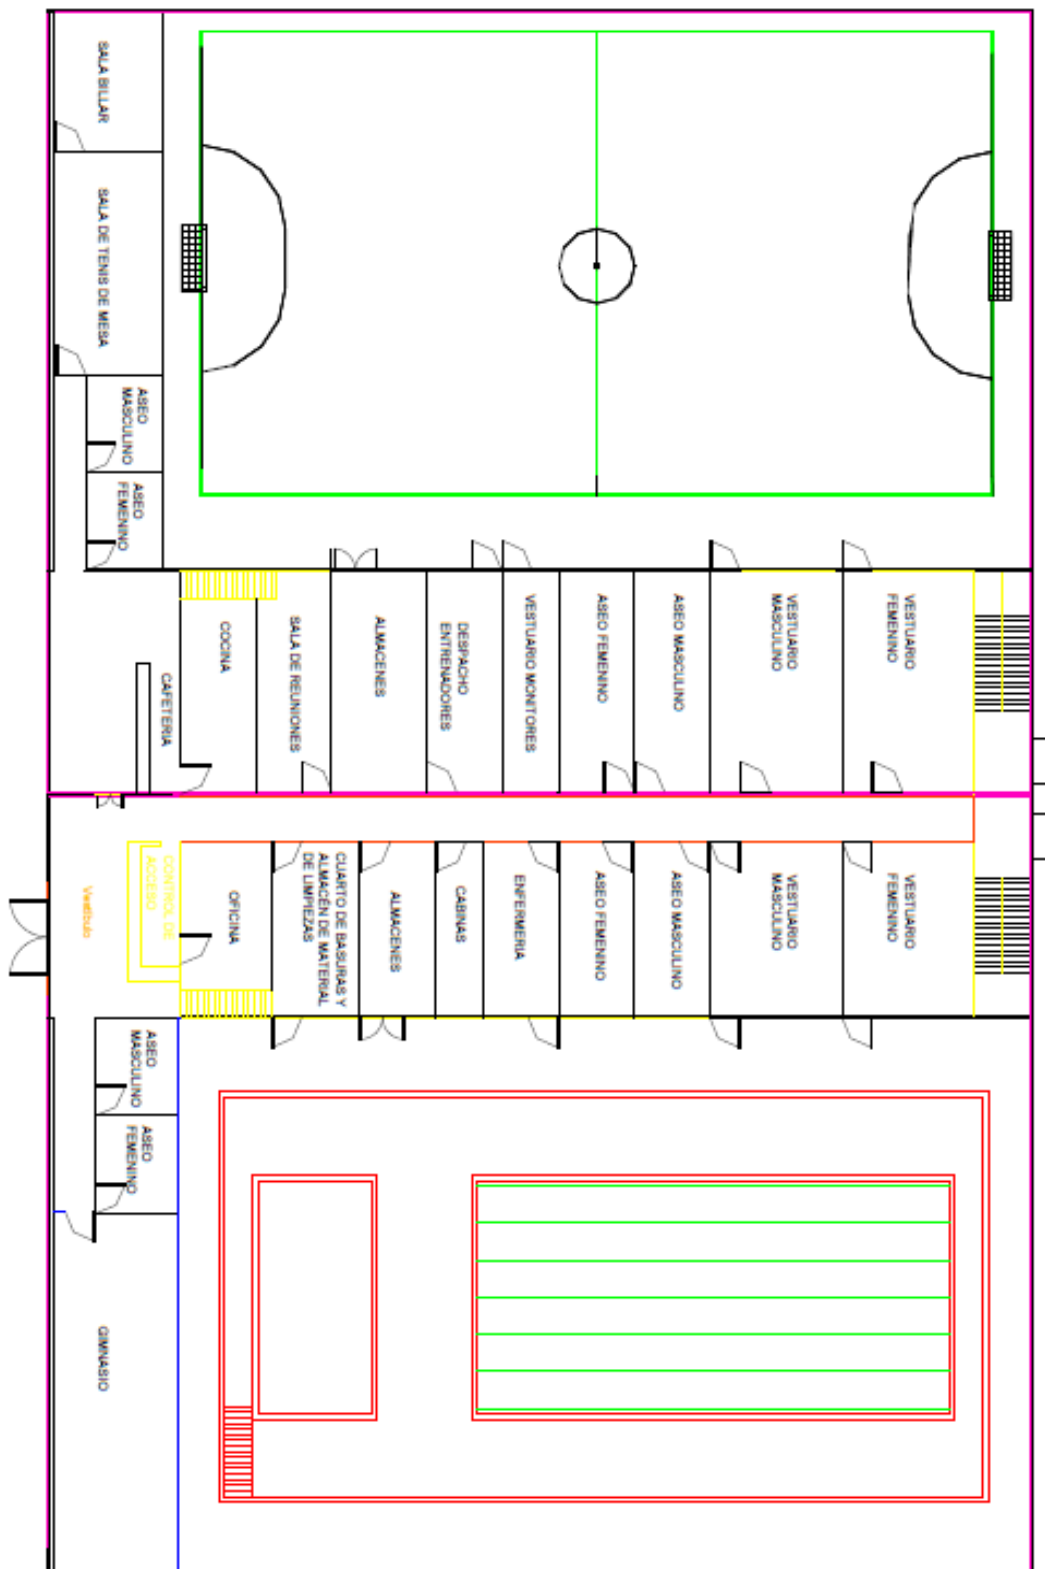 SALA BILLAR
SALA DE TENIS DE MESA
ASEO
MASCULINO
ASEO
FEMENINO
CAFETERIA
COCINA
SALA DE REUNIONES
ALMACENES
DESPACHO
ENTRENADORES
VESTUARIO MONITORES
ASEO FEMENINO
ASEO MASCULINO
VESTUARIO
MASCULINO
VESTUARIO
FEMENINO
Vestibulo
CONTROL DE
ACCESO
OFICINA
CUARTO DE BASURAS Y
ALMACÉN DE MATERIAL
DE LIMPIEZAS
ALMACENES
CABINAS
ENFERMERIA
ASEO FEMENINO
ASEO MASCULINO
VESTUARIO
MASCULINO
VESTUARIO
FEMENINO
ASEO
MASCULINO
ASEO
FEMENINO
GIMNASIO